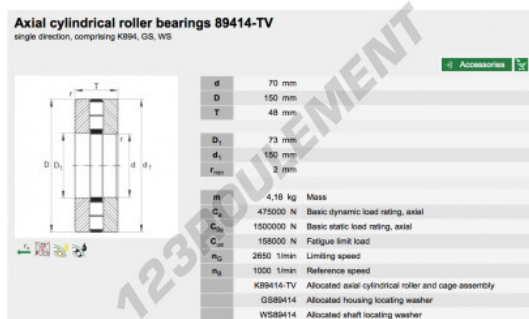 Axial cylindrical roller bearings 89414-TV
single direction, comprising K894, GS, WS
Accessories
d 70 mm
D 150 mm
T 48 mm
D1 73 mm
d1 150 mm
rmin 2 mm
m 4,18 kg Mass
Ca 475000 N Basic dynamic load rating, axial
C0a 1500000 N Basic static load rating, axial
Cua 158000 N Fatigue limit load
nG 2650 1/min Limiting speed
nB 1000 1/min Reference speed
K89414-TV Allocated axial cylindrical roller and cage assembly
GS89414 Allocated housing locating washer
WS89414 Allocated shaft locating washer
T
r
r
D D1 d d1
123ROULEMENT